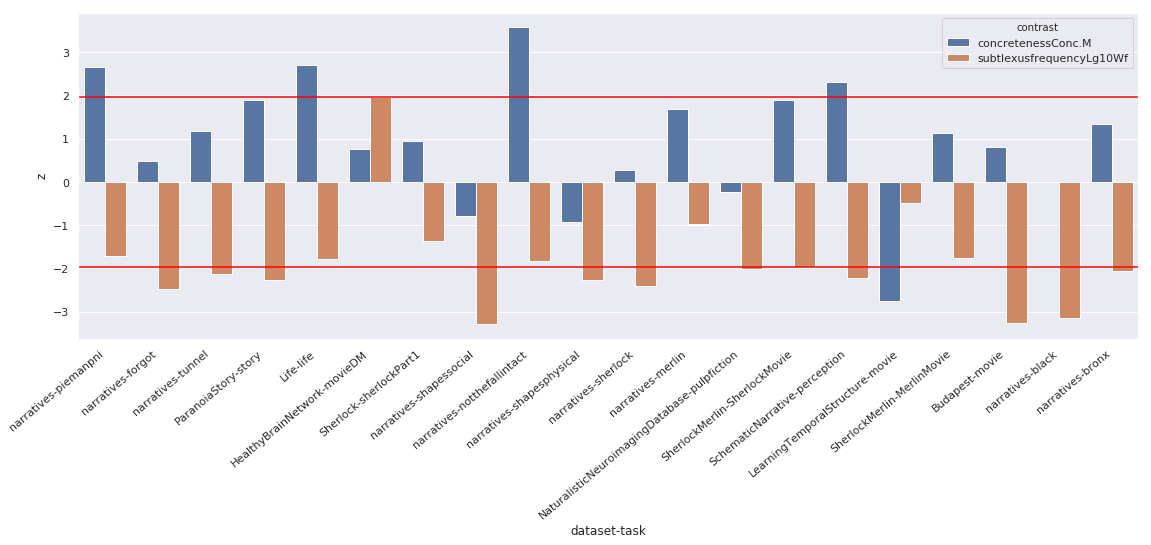 contrast
concretenessConc.M
subtlexusfrequencyLg10Wf
3
2
1
0
−1
−2
−3
z
narratives-piemanpni
narratives-forgot
narratives-tunnel
ParanoiaStory-story
Life-life
HealthyBrainNetwork-movieDM
Sherlock-sherlockPart1
narratives-shapessocial
narratives-notthefallintact
narratives-shapesphysical
narratives-sherlock
narratives-merlin
NaturalisticNeuroimagingDatabase-pulpfiction
SherlockMerlin-SherlockMovie
SchematicNarrative-perception
LearningTemporalStructure-movie
SherlockMerlin-MerlinMovie
Budapest-movie
narratives-black
narratives-bronx
dataset-task